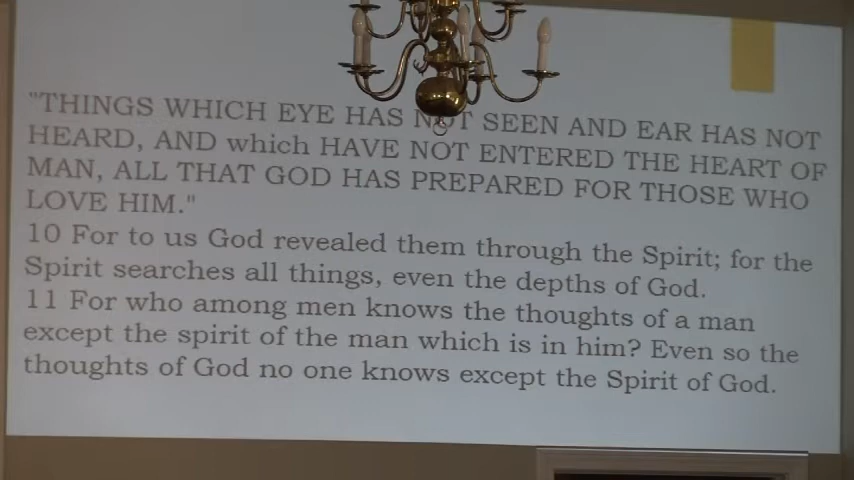 "THINGS WHICH EYE HAS NOT SEEN AND EAR HAS NOT
HEARD, AND which HAVE NOT ENTERED THE HEART OF
MAN, ALL THAT GOD HAS PREPARED FOR THOSE WHO
LOVE HIM."
10 For to us God revealed them through the Spirit; for the
Spirit searches all things, even the depths of God.
11 For who among men knows the thoughts of a man
except the spirit of the man which is in him? Even so the
thoughts of God no one knows except the Spirit of God.